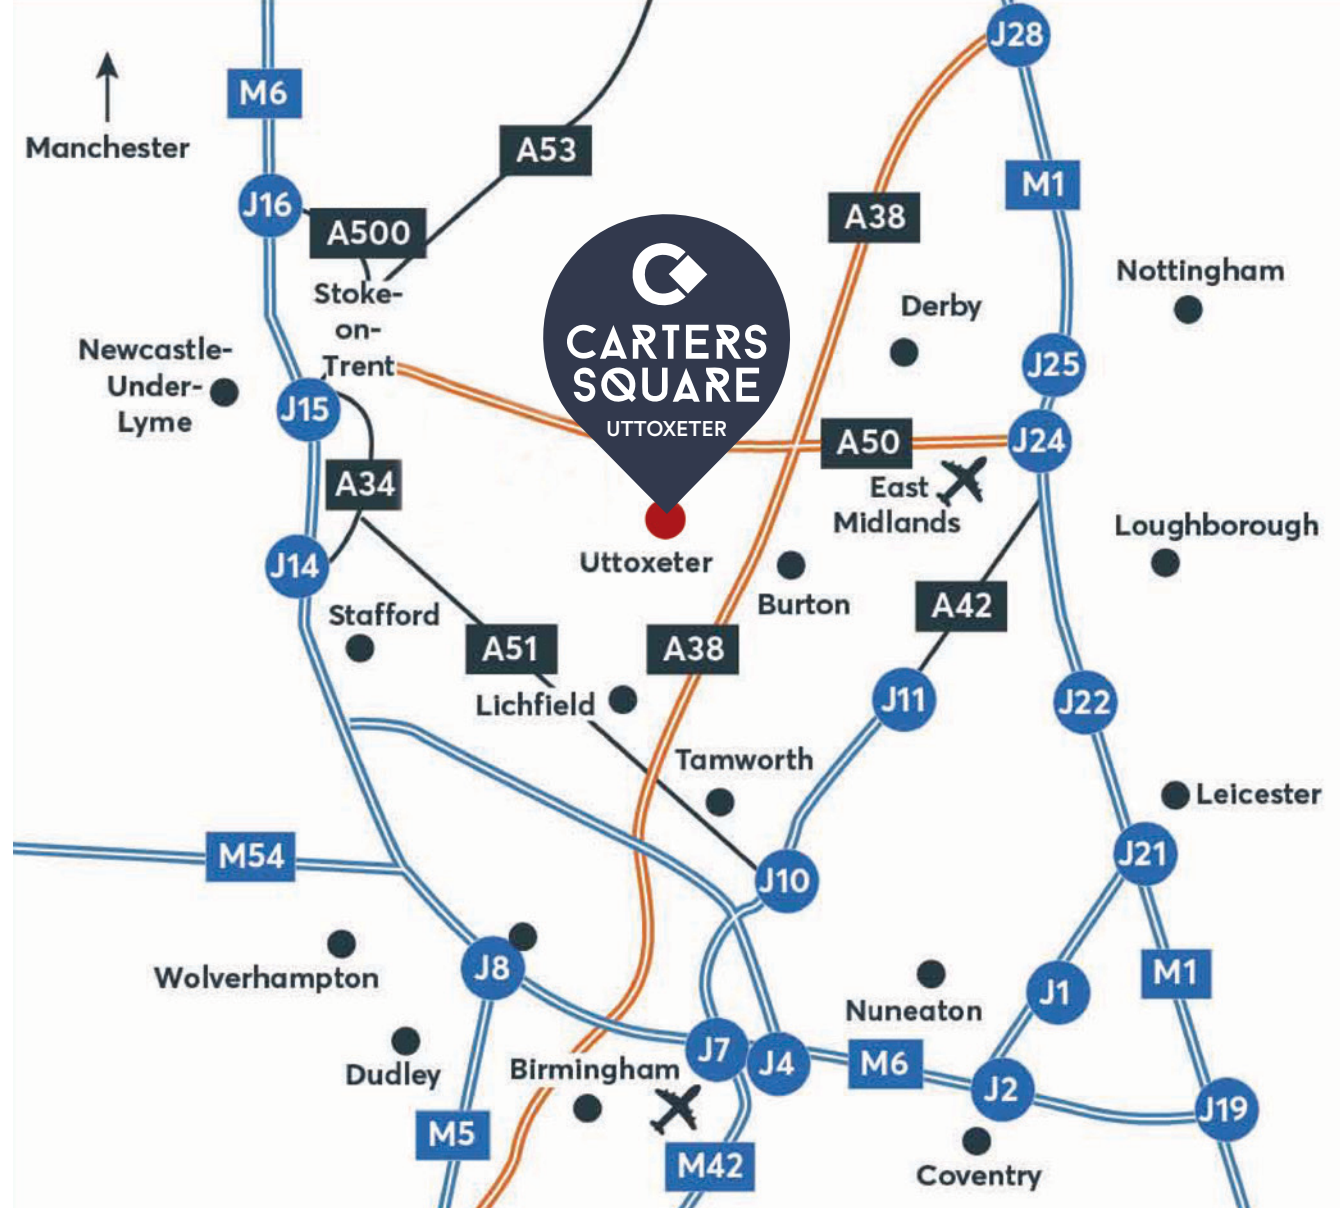 J28
M6
Manchester
A53
M1
J16
A500
A38
Stoke-
on-
Trent
Nottingham
Derby
Newcastle-
Under-
Lyme
CARTERS
SQUARE
UTTOXETER
J25
J15
A50
J24
A34
East
Midlands
Loughborough
J14
Uttoxeter
Burton
A42
Stafford
A51
A38
Lichfield
J11
J22
Tamworth
Leicester
M54
J21
J10
Wolverhampton
J8
M1
J1
Nuneaton
Dudley
Birmingham
J7
J4
M6
J2
J19
M5
M42
Coventry